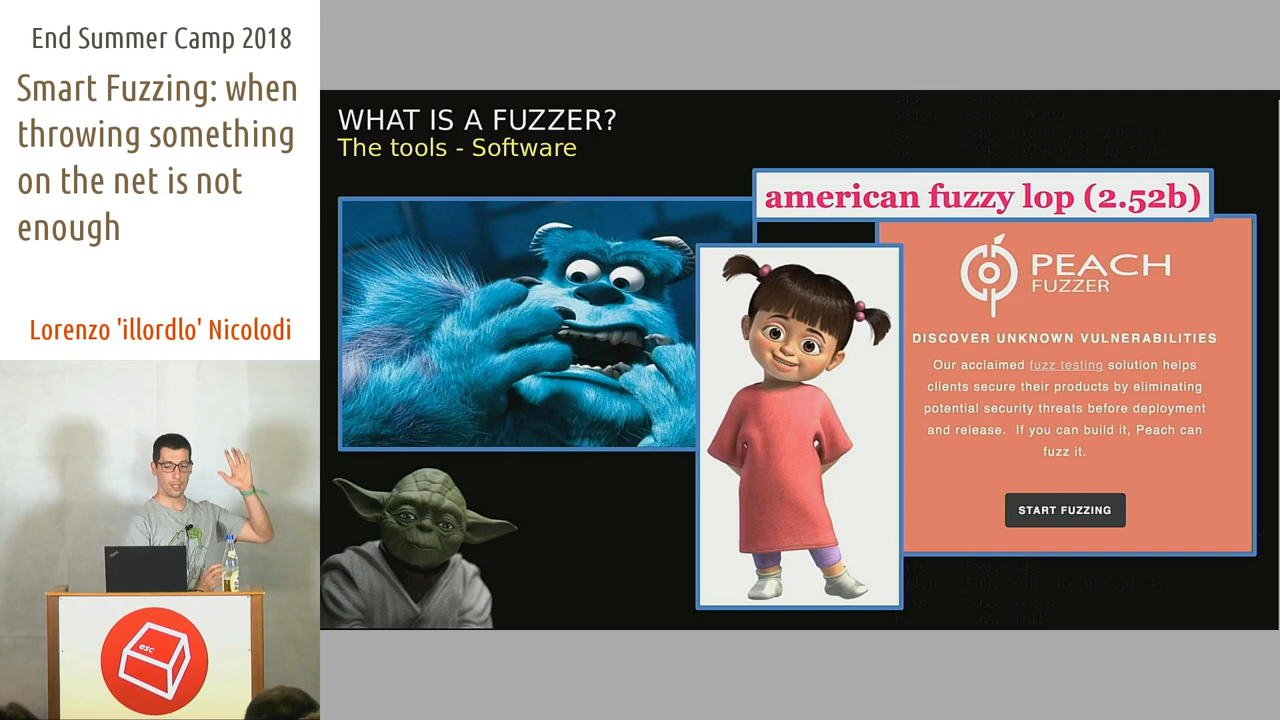 End Summer Camp 2018
Smart Fuzzing: when
throwing something
on the net is not
enough
Lorenzo 'illordlo' Nicolodi
esc
WHAT IS A FUZZER?
The tools - Software
american fuzzy lop (2.52b)
PEACH
FUZZER
DISCOVER UNKNOWN VULNERABILITIES
Our acclaimed fuzz testing solution helps
clients secure their products by eliminating
potential security threats before deployment
and release.  If you can build it, Peach can
fuzz it.
START FUZZING